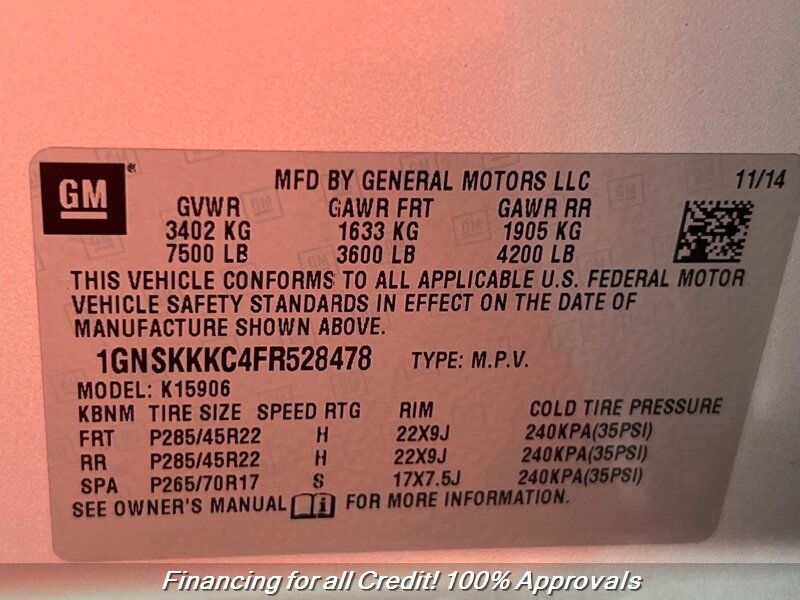 GM
MFD BY GENERAL MOTORS LLC 11/14
GVWR GAWR FRT GAWR RR
3402 KG 1633 KG 1905 KG
7500 LB 3600 LB 4200 LB
THIS VEHICLE CONFORMS TO ALL APPLICABLE U.S. FEDERAL MOTOR
VEHICLE SAFETY STANDARDS IN EFFECT ON THE DATE OF
MANUFACTURE SHOWN ABOVE.
1GNSKKKC4FR528478 TYPE: M.P.V.
MODEL: K15906
KBNM TIRE SIZE SPEED RTG RIM COLD TIRE PRESSURE
FRT P285/45R22 H 22X9J 240KPA(35PSI)
RR P285/45R22 H 22X9J 240KPA(35PSI)
SPA P265/70R17 S 17X7.5J 240KPA(35PSI)
SEE OWNER'S MANUAL FOR MORE INFORMATION.
Financing for all Credit! 100% Approvals